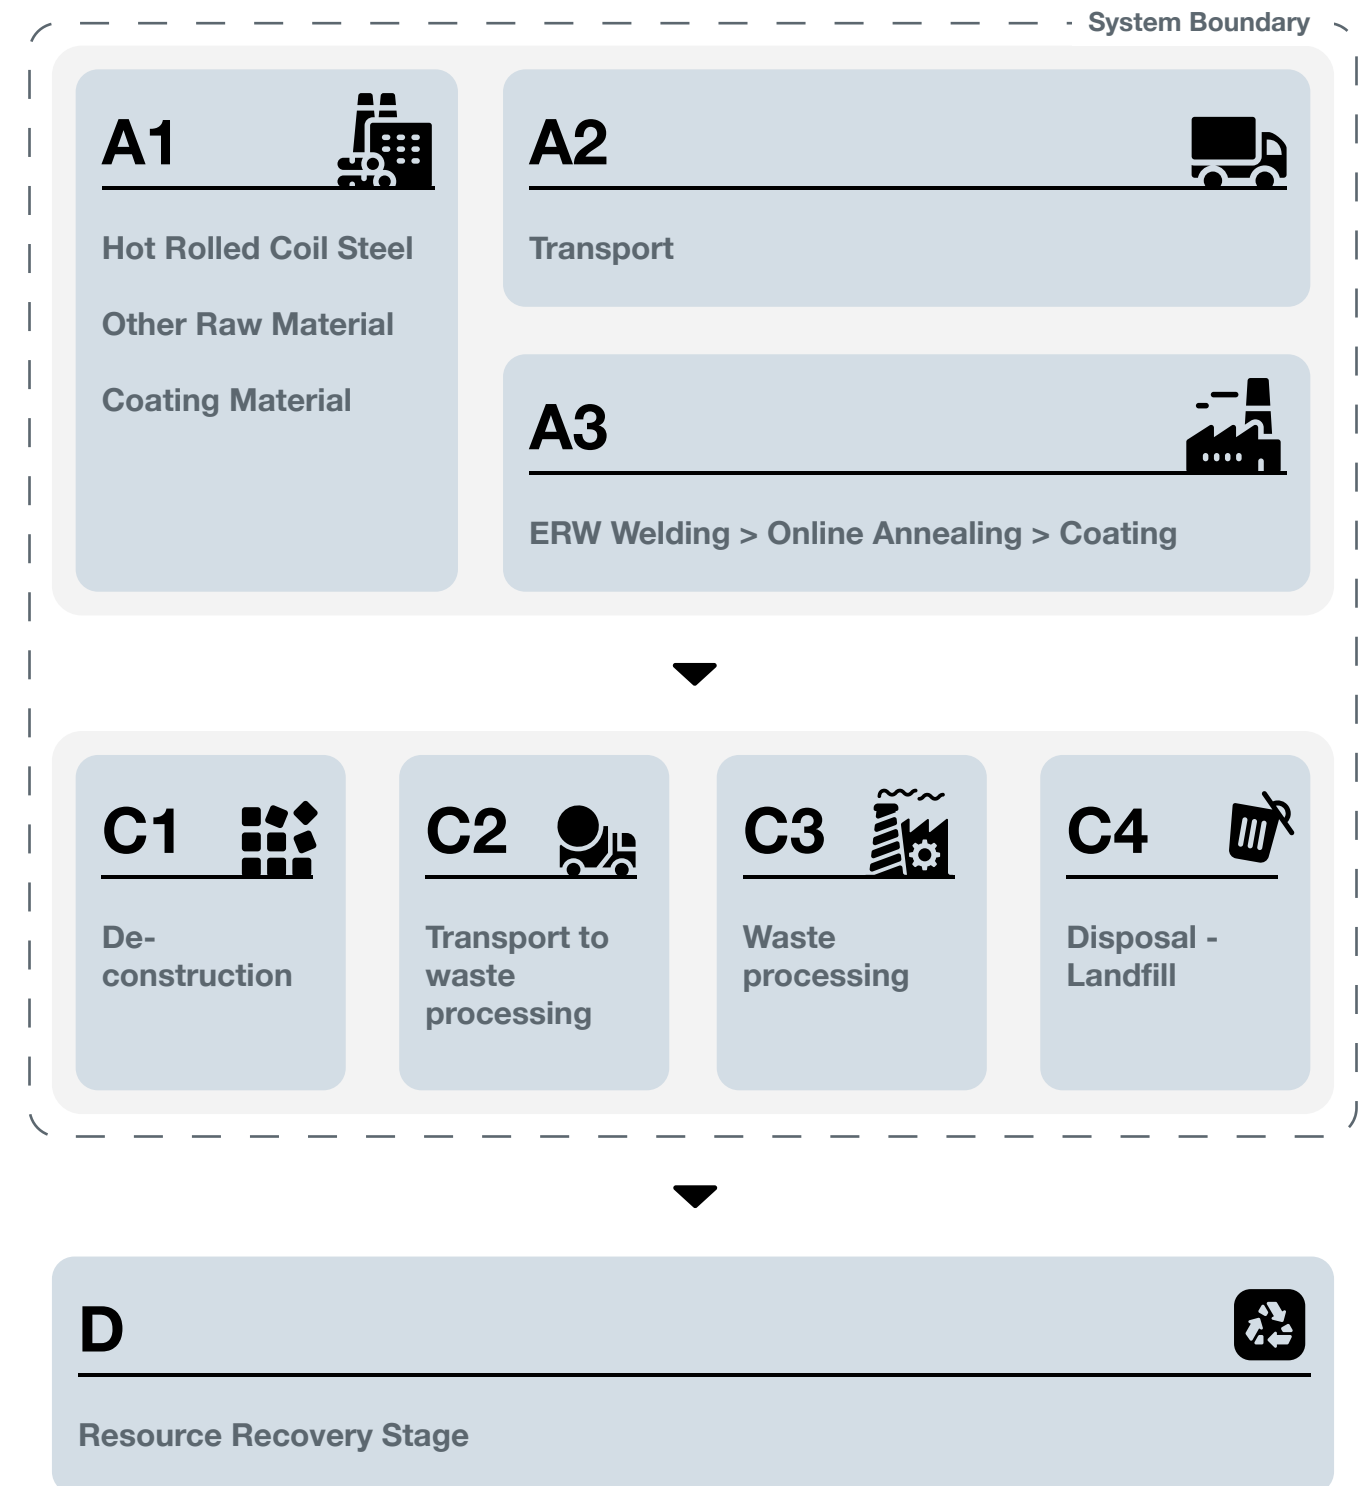 System Boundary
A1
Hot Rolled Coil Steel
Other Raw Material
Coating Material
A2
Transport
A3
ERW Welding > Online Annealing > Coating
C1
De-
construction
C2
Transport to
waste
processing
C3
Waste
processing
C4
Disposal -
Landfill
D
Resource Recovery Stage